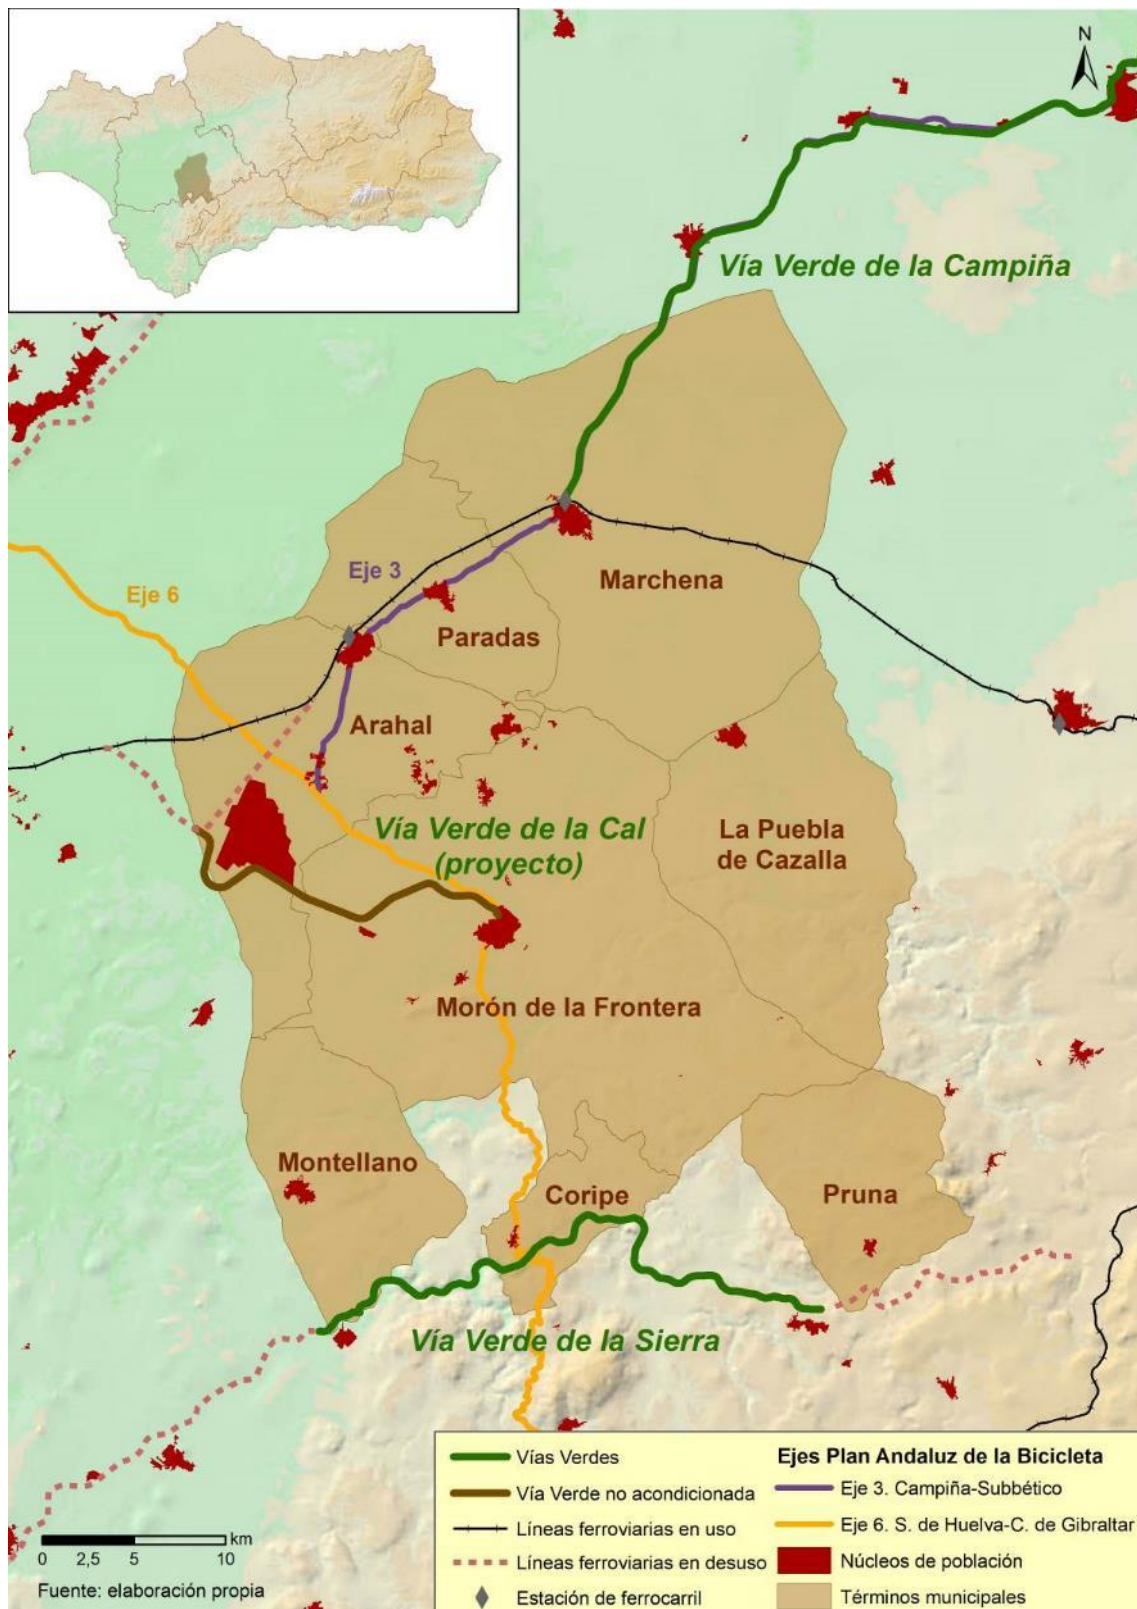 N
Vía Verde de la Campiña
Eje 3
Marchena
Eje 6
Paradas
Arahal
Vía Verde de la Cal
(proyecto)
La Puebla
de Cazalla
Morón de la Frontera
Montellano
Coripe
Pruna
Vía Verde de la Sierra
Vías Verdes
Vía Verde no acondicionada
Líneas ferroviarias en uso
Líneas ferroviarias en desuso
Estación de ferrocarril
Ejes Plan Andaluz de la Bicicleta
Eje 3. Campiña-Subbético
Eje 6. S. de Huelva-C. de Gibraltar
Núcleos de población
Términos municipales
km
0 2,5 5 10
Fuente: elaboración propia